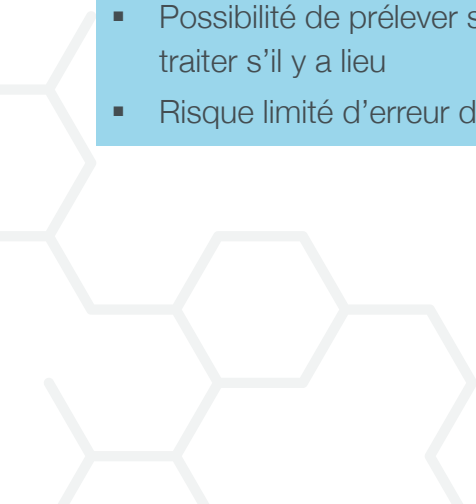 ▪ Possibilité de prélever
traiter s’il y a lieu
▪ Risque limité d’erreur